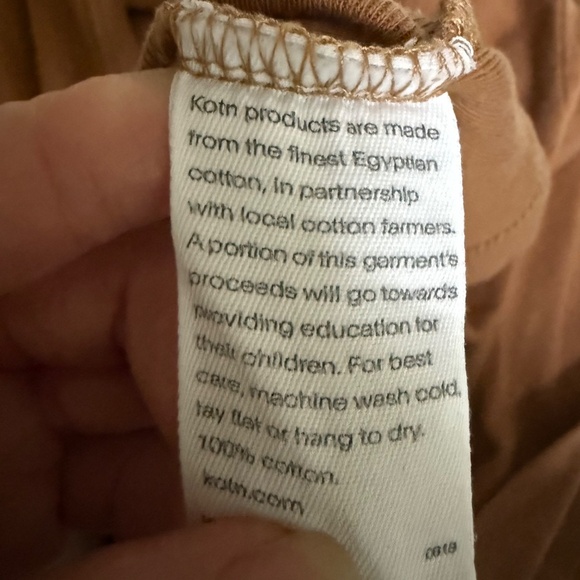 Kotn products are made
from the finest Egyptian
cotton, in partnership
with local cotton farmers.
A portion of this garment's
proceeds will go towards
providing education for
their children. For best
care, machine wash cold,
lay flat or hang to dry.
100% cotton.
kotn.com